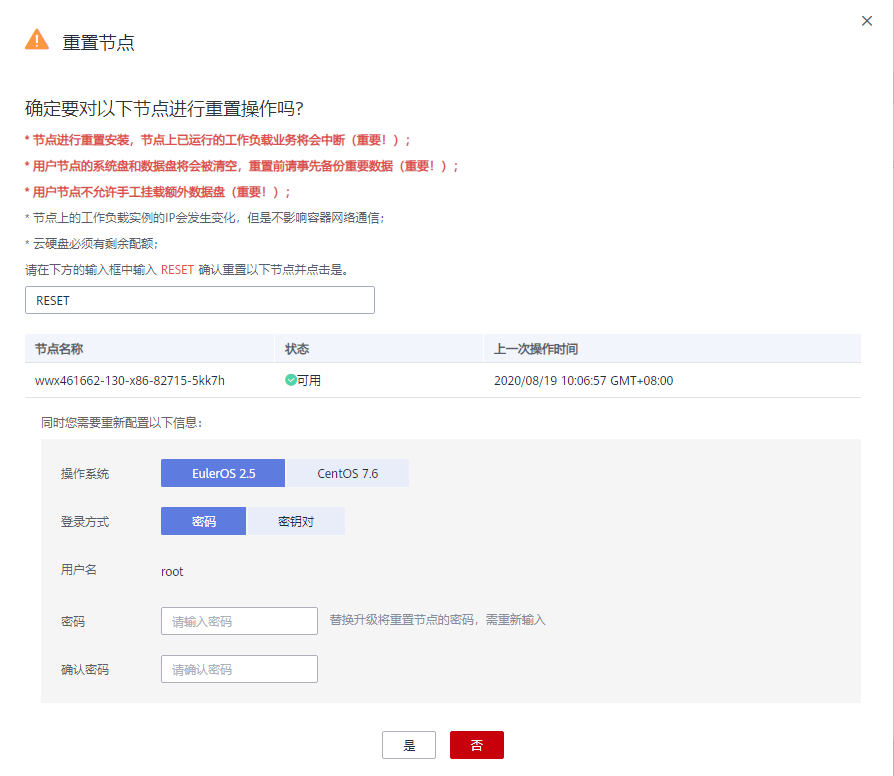 重置节点
确定要对以下节点进行重置操作吗?
* 节点进行重置安装，节点上已运行的工作负载业务将会中断（重要！）;
* 用户节点的系统盘和数据盘将会被清空，重置前请事先备份重要数据（重要！）;
* 用户节点不允许手工挂载额外数据盘（重要！）;
* 节点上的工作负载实例的IP会发生变化，但是不影响容器网络通信;
* 云硬盘必须有剩余配额;
请在下方的输入框中输入 RESET 确认重置以下节点并点击是。
RESET
节点名称 状态 上一次操作时间
wwx461662-130-x86-82715-5kk7h 可用 2020/08/19 10:06:57 GMT+08:00
同时您需要重新配置以下信息:
操作系统 EulerOS 2.5 CentOS 7.6
登录方式 密码 密钥对
用户名 root
密码 请输入密码 替换升级将重置节点的密码，需重新输入
确认密码 请确认密码
是 否